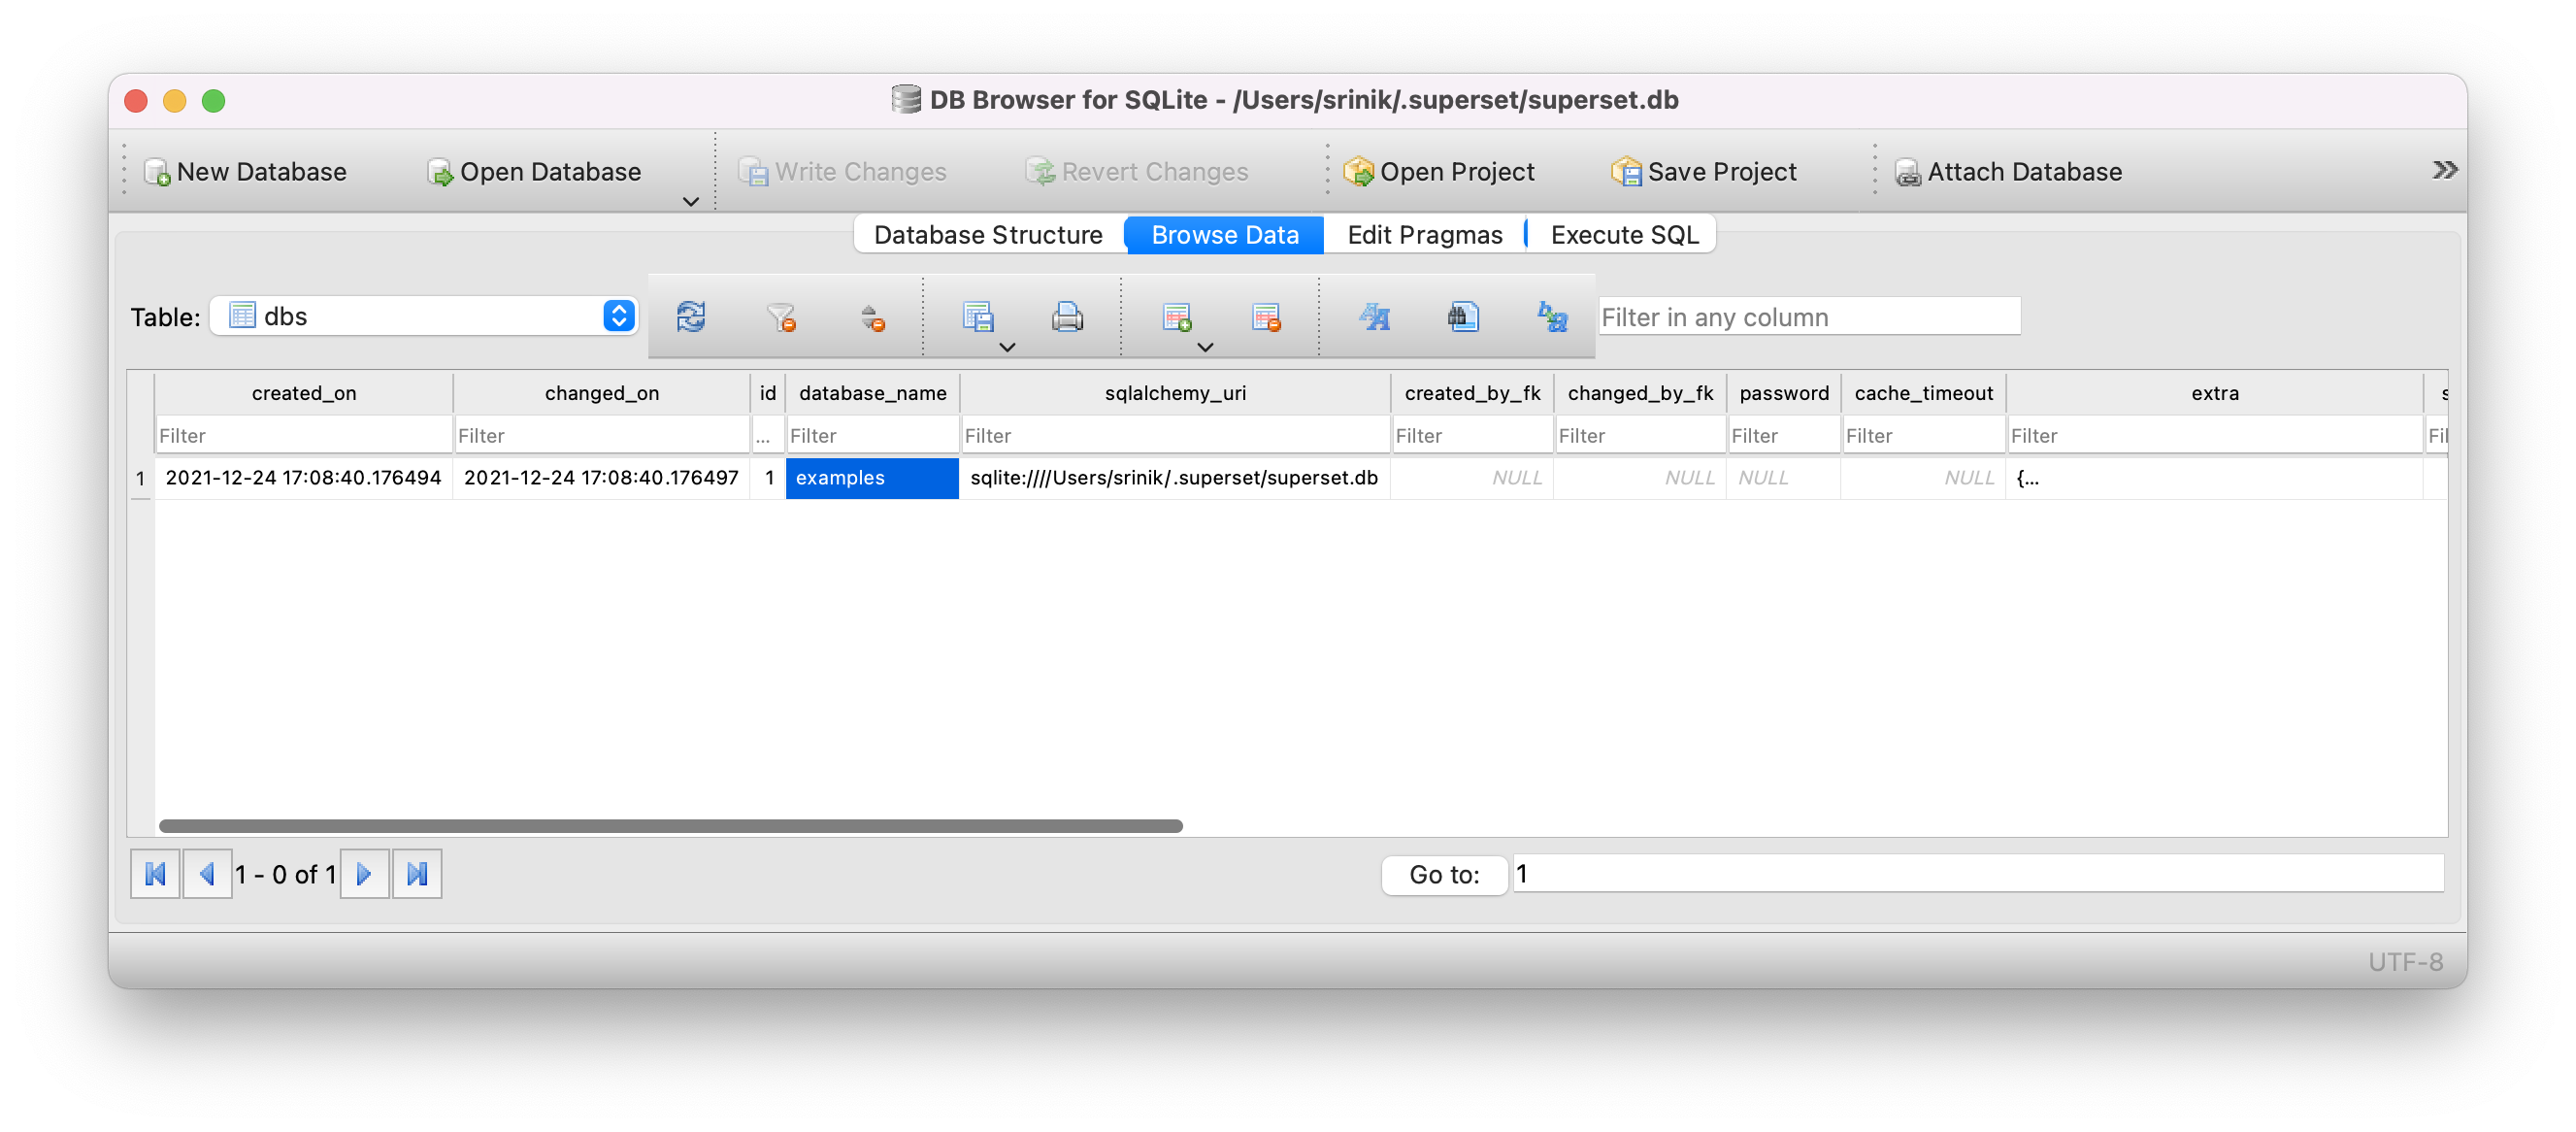 DB Browser for SQLite - /Users/srinik/.superset/superset.db
New Database Open Database Write Changes Revert Changes Open Project Save Project Attach Database
Database Structure Browse Data Edit Pragmas Execute SQL
Table: dbs Filter in any column
created_on changed_on id database_name sqlalchemy_uri created_by_fk changed_by_fk password cache_timeout extra s
Filter Filter ... Filter Filter Filter Filter Filter Filter Filter Fil
1 2021-12-24 17:08:40.176494 2021-12-24 17:08:40.176497 1 examples sqlite:////Users/srinik/.superset/superset.db NULL NULL NULL NULL {...
1 - 0 of 1 Go to: 1
UTF-8